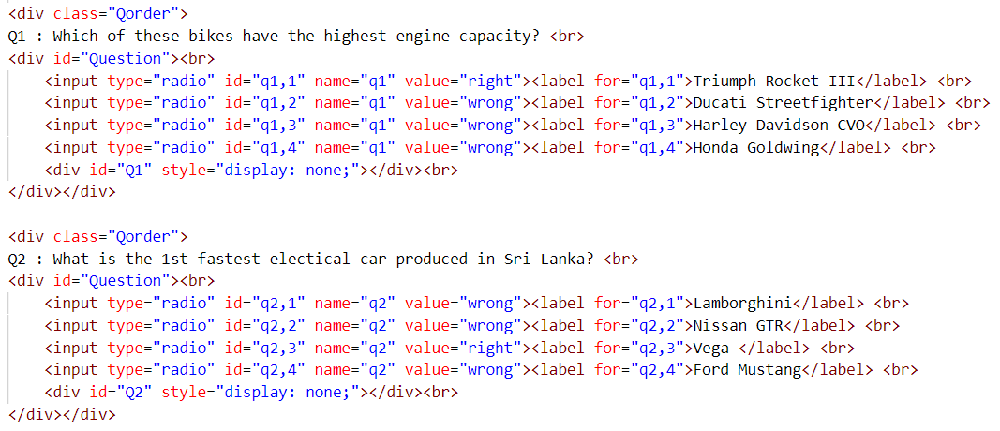 <div class="Qorder">
Q1 : Which of these bikes have the highest engine capacity? <br>
<div id="Question"><br>
    <input type="radio" id="q1,1" name="q1" value="right"><label for="q1,1">Triumph Rocket III</label> <br>
    <input type="radio" id="q1,2" name="q1" value="wrong"><label for="q1,2">Ducati Streetfighter</label> <br>
    <input type="radio" id="q1,3" name="q1" value="wrong"><label for="q1,3">Harley-Davidson CVO</label> <br>
    <input type="radio" id="q1,4" name="q1" value="wrong"><label for="q1,4">Honda Goldwing</label> <br>
    <div id="Q1" style="display: none;"></div><br>
</div></div>

<div class="Qorder">
Q2 : What is the 1st fastest electical car produced in Sri Lanka? <br>
<div id="Question"><br>
    <input type="radio" id="q2,1" name="q2" value="wrong"><label for="q2,1">Lamborghini</label> <br>
    <input type="radio" id="q2,2" name="q2" value="wrong"><label for="q2,2">Nissan GTR</label> <br>
    <input type="radio" id="q2,3" name="q2" value="right"><label for="q2,3">Vega </label> <br>
    <input type="radio" id="q2,4" name="q2" value="wrong"><label for="q2,4">Ford Mustang</label> <br>
    <div id="Q2" style="display: none;"></div><br>
</div></div>